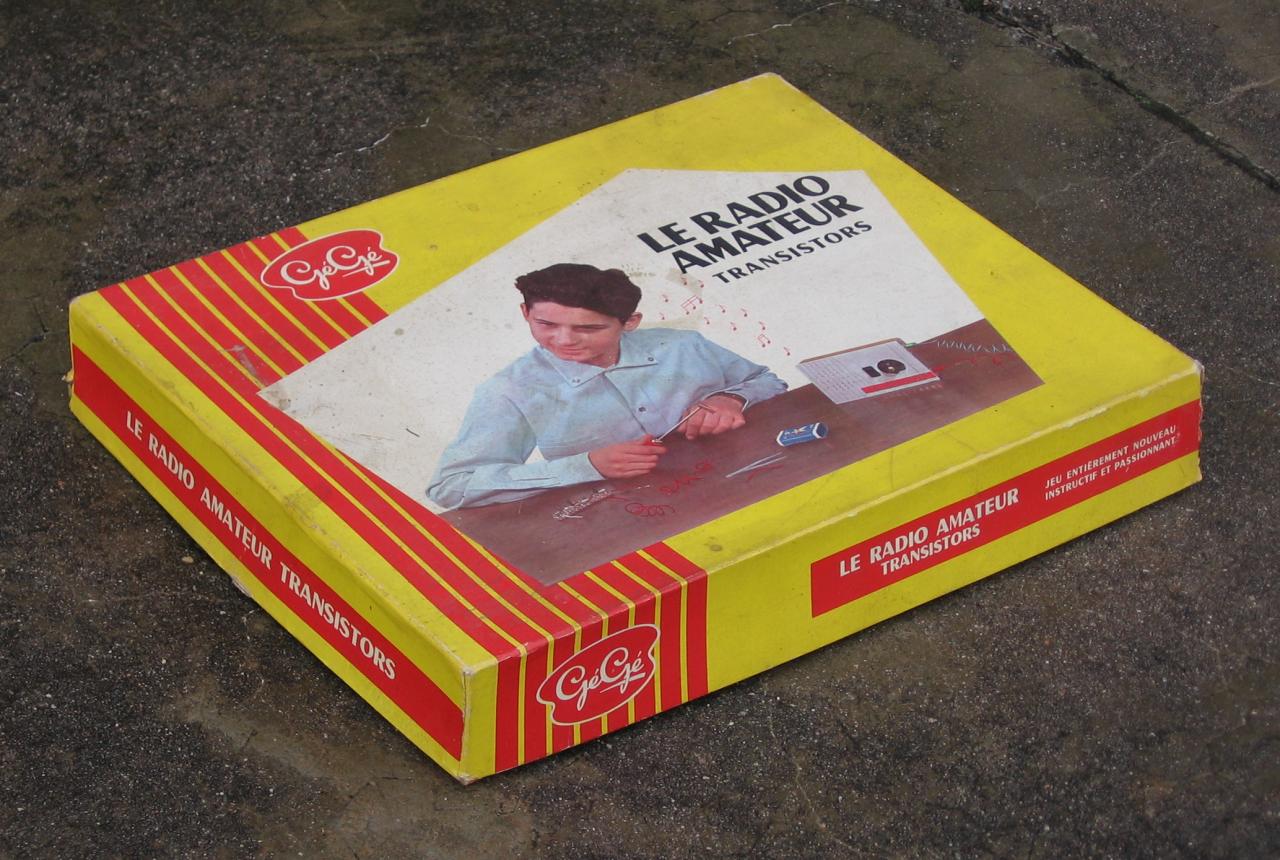 GéGé
LE RADIO
AMATEUR
TRANSISTORS
LE RADIO AMATEUR TRANSISTORS
GéGé
LE RADIO AMATEUR
TRANSISTORS
JEU ENTIÈREMENT NOUVEAU
INSTRUCTIF ET PASSIONNANT